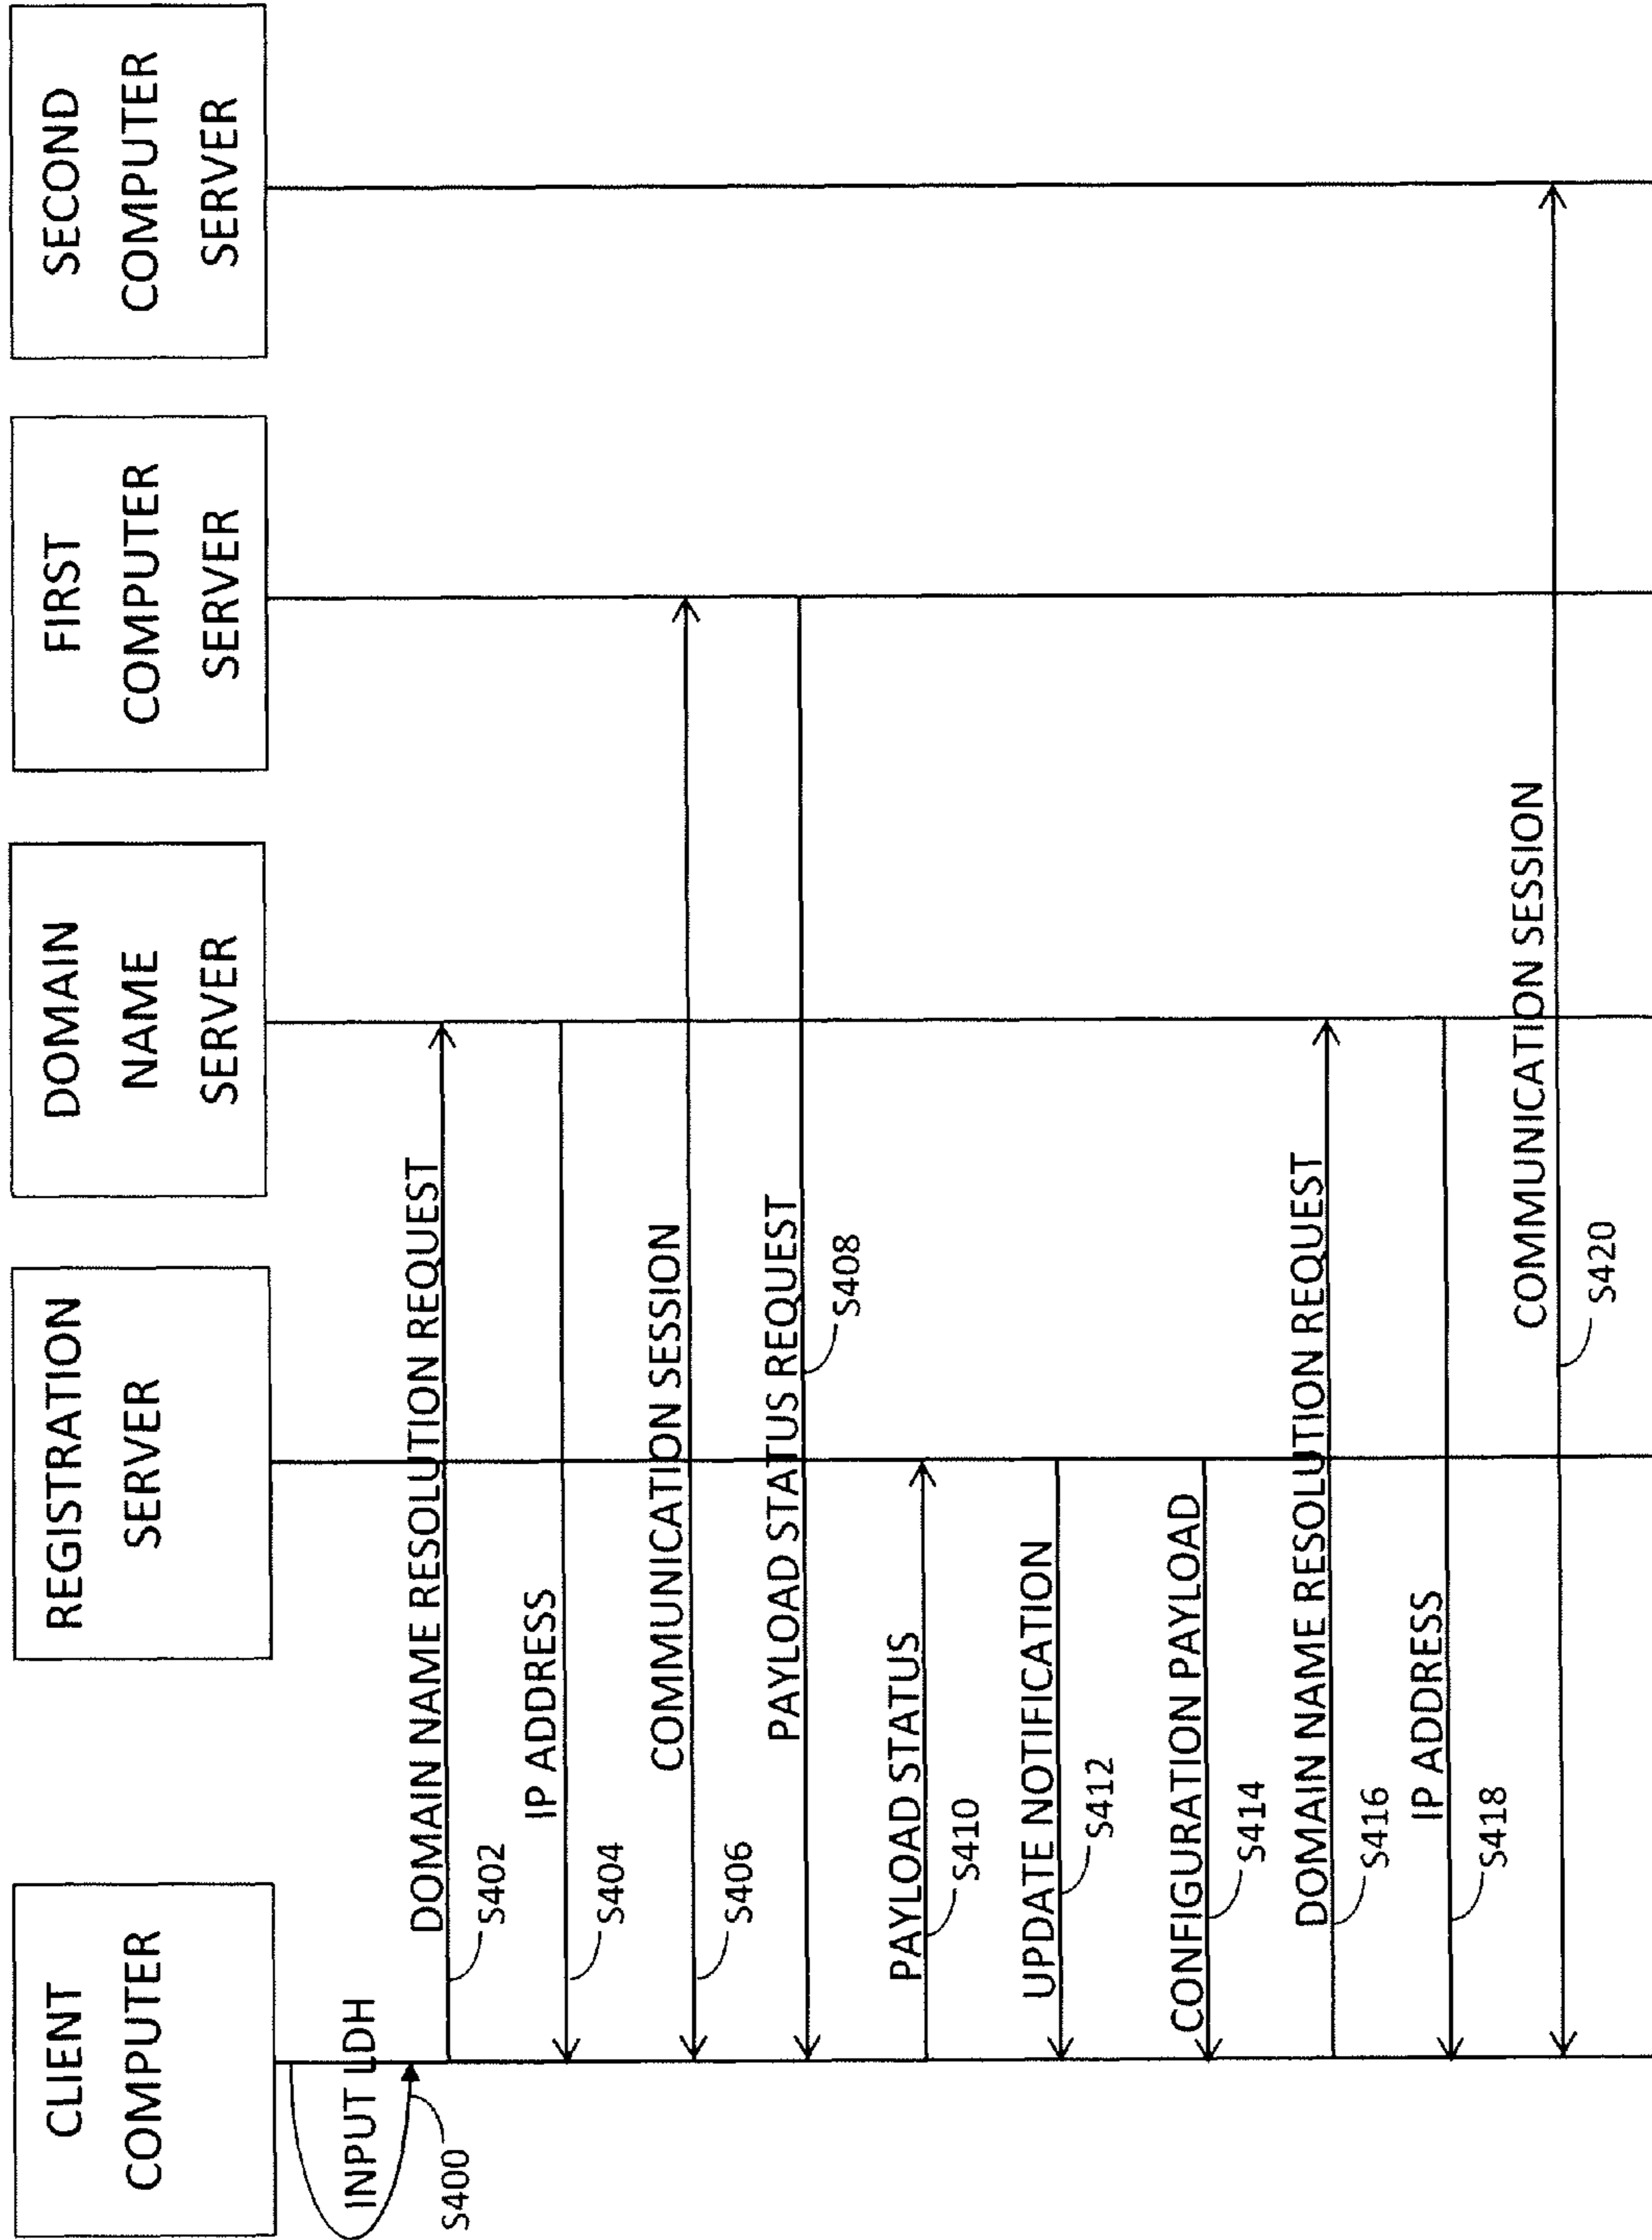 CLIENT
COMPUTER
REGISTRATION
SERVER
DOMAIN
NAME
SERVER
FIRST
COMPUTER
SERVER
SECOND
COMPUTER
SERVER
INPUT LDH
S400
DOMAIN NAME RESOLUTION REQUEST
S402
IP ADDRESS
S404
COMMUNICATION SESSION
S406
PAYLOAD STATUS REQUEST
S408
PAYLOAD STATUS
S410
UPDATE NOTIFICATION
S412
CONFIGURATION PAYLOAD
S414
DOMAIN NAME RESOLUTION REQUEST
S416
IP ADDRESS
S418
COMMUNICATION SESSION
S420